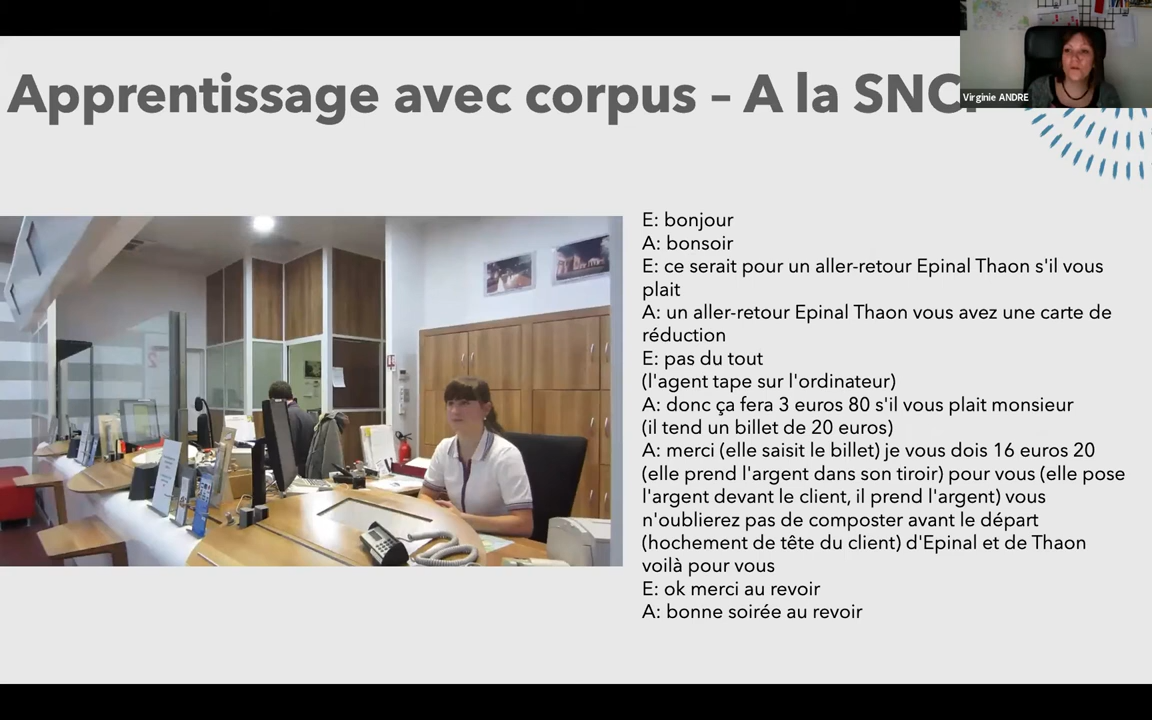 Apprentissage avec corpus – A la SNC
Virginie ANDRE
E: bonjour
A: bonsoir
E: ce serait pour un aller-retour Epinal Thaon s'il vous
plait
A: un aller-retour Epinal Thaon vous avez une carte de
réduction
E: pas du tout
(l'agent tape sur l'ordinateur)
A: donc ça fera 3 euros 80 s'il vous plait monsieur
(il tend un billet de 20 euros)
A: merci (elle saisit le billet) je vous dois 16 euros 20
(elle prend l'argent dans son tiroir) pour vous (elle pose
l'argent devant le client, il prend l'argent) vous
n'oublierez pas de composter avant le départ
(hochement de tête du client) d'Epinal et de Thaon
voilà pour vous
E: ok merci au revoir
A: bonne soirée au revoir